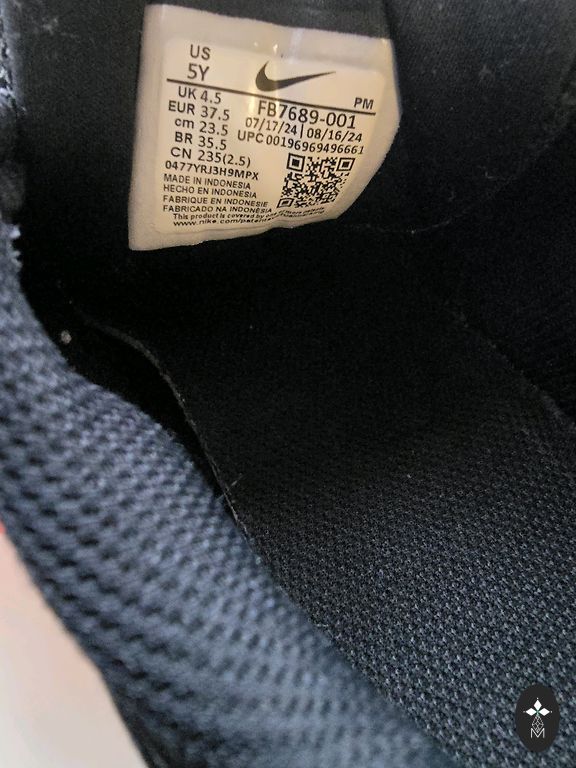 US
5Y
UK 4.5
EUR 37.5
cm 23.5
BR 35.5
CN 235(2.5)
PM
FB7689-001
07/17/24 | 08/16/24
UPC 00196969496661
0477YRJ3H9MPX
MADE IN INDONESIA
HECHO EN INDONESIA
FABRIQUE EN INDONESIE
FABRICADO NA INDONÉSIA
This product is covered by one
www.nike.com/patents
M